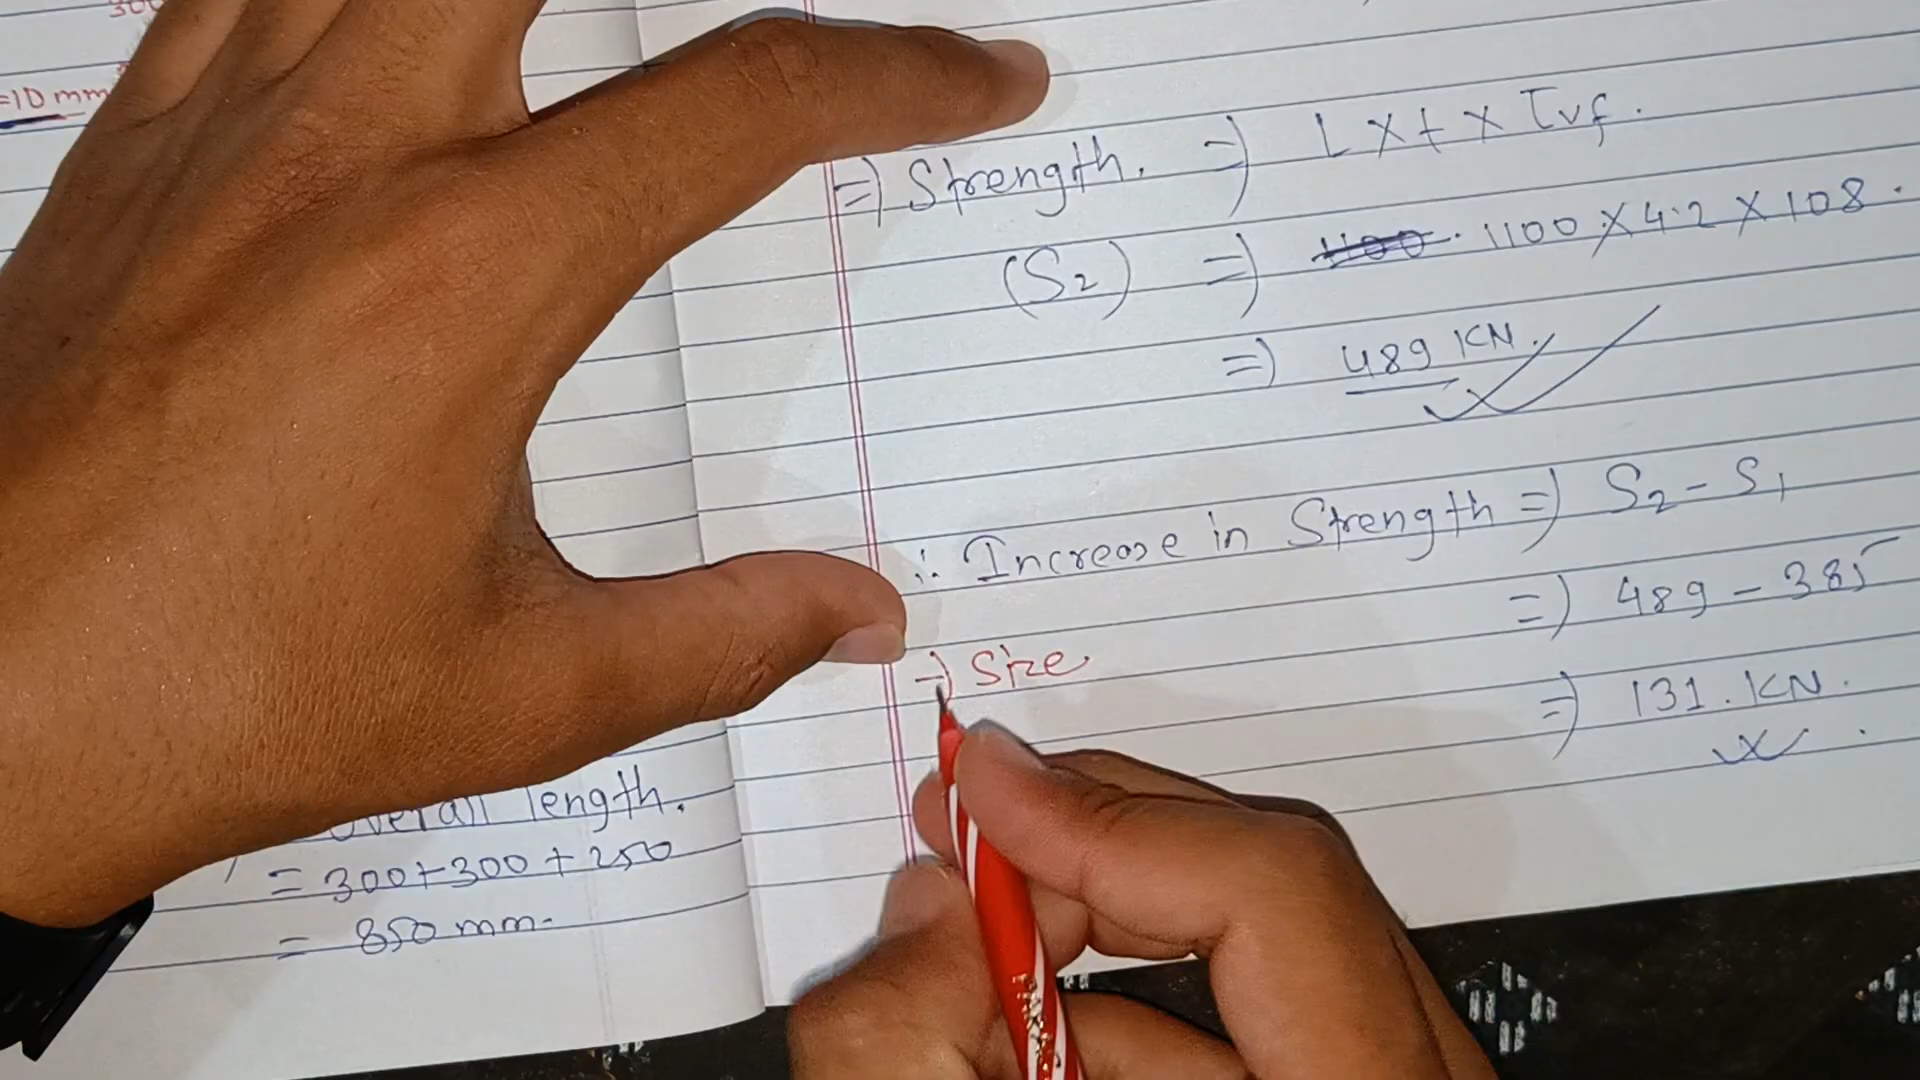 =10 mm
Overall length.
= 300+300+250
= 850 mm.
=) Strength. =) L X t X τvf.
(S2) =) 1100 X 4.2 X 108.
=) 489 KN.
∴ Increase in Strength =) S2 - S1
=) 489 - 385
=) Size
=) 131. KN.